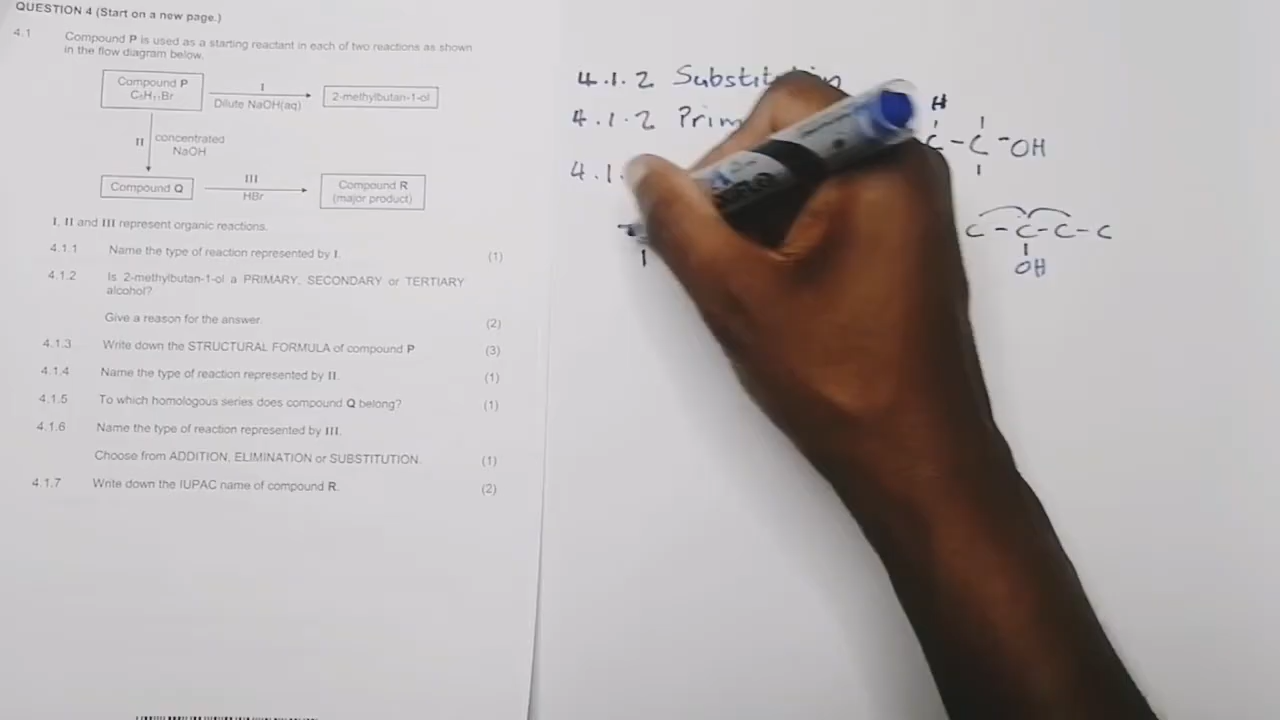 QUESTION 4 (Start on a new page.)
4.1 Compound P is used as a starting reactant in each of two reactions as shown
in the flow diagram below.
Compound P
C₅H₁₁Br
I
Dilute NaOH(aq)
2-methylbutan-1-ol
II
concentrated
NaOH
Compound Q
III
HBr
Compound R
(major product)
I, II and III represent organic reactions.
4.1.1 Name the type of reaction represented by I. (1)
4.1.2 Is 2-methylbutan-1-ol a PRIMARY, SECONDARY or TERTIARY
alcohol?
Give a reason for the answer. (2)
4.1.3 Write down the STRUCTURAL FORMULA of compound P (3)
4.1.4 Name the type of reaction represented by II. (1)
4.1.5 To which homologous series does compound Q belong? (1)
4.1.6 Name the type of reaction represented by III.
Choose from ADDITION, ELIMINATION or SUBSTITUTION. (1)
4.1.7 Write down the IUPAC name of compound R. (2)
4.1.2
4.1.2
4.1.
H
C - C - OH
C - C - C - C
OH